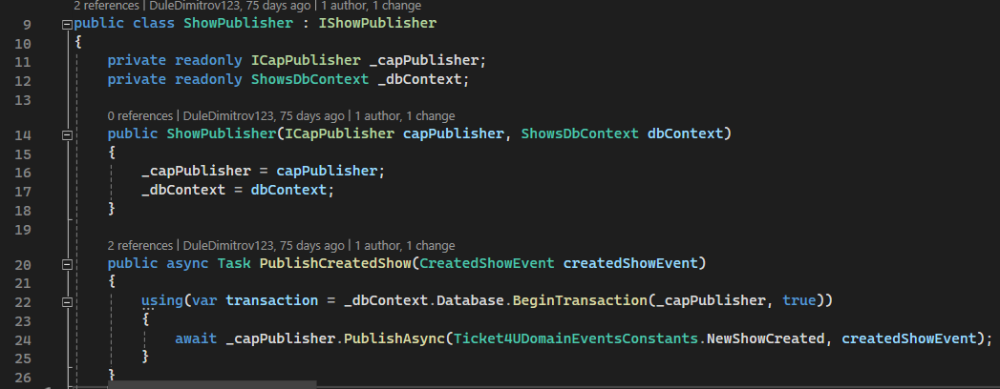 2 references | DuleDimitrov123, 75 days ago | 1 author, 1 change
9 public class ShowPublisher : IShowPublisher
10 {
11 private readonly ICapPublisher _capPublisher;
12 private readonly ShowsDbContext _dbContext;
13
0 references | DuleDimitrov123, 75 days ago | 1 author, 1 change
14 public ShowPublisher(ICapPublisher capPublisher, ShowsDbContext dbContext)
15 {
16 _capPublisher = capPublisher;
17 _dbContext = dbContext;
18 }
19
2 references | DuleDimitrov123, 75 days ago | 1 author, 1 change
20 public async Task PublishCreatedShow(CreatedShowEvent createdShowEvent)
21 {
22 using(var transaction = _dbContext.Database.BeginTransaction(_capPublisher, true))
23 {
24 await _capPublisher.PublishAsync(Ticket4UDomainEventsConstants.NewShowCreated, createdShowEvent);
25 }
26 }